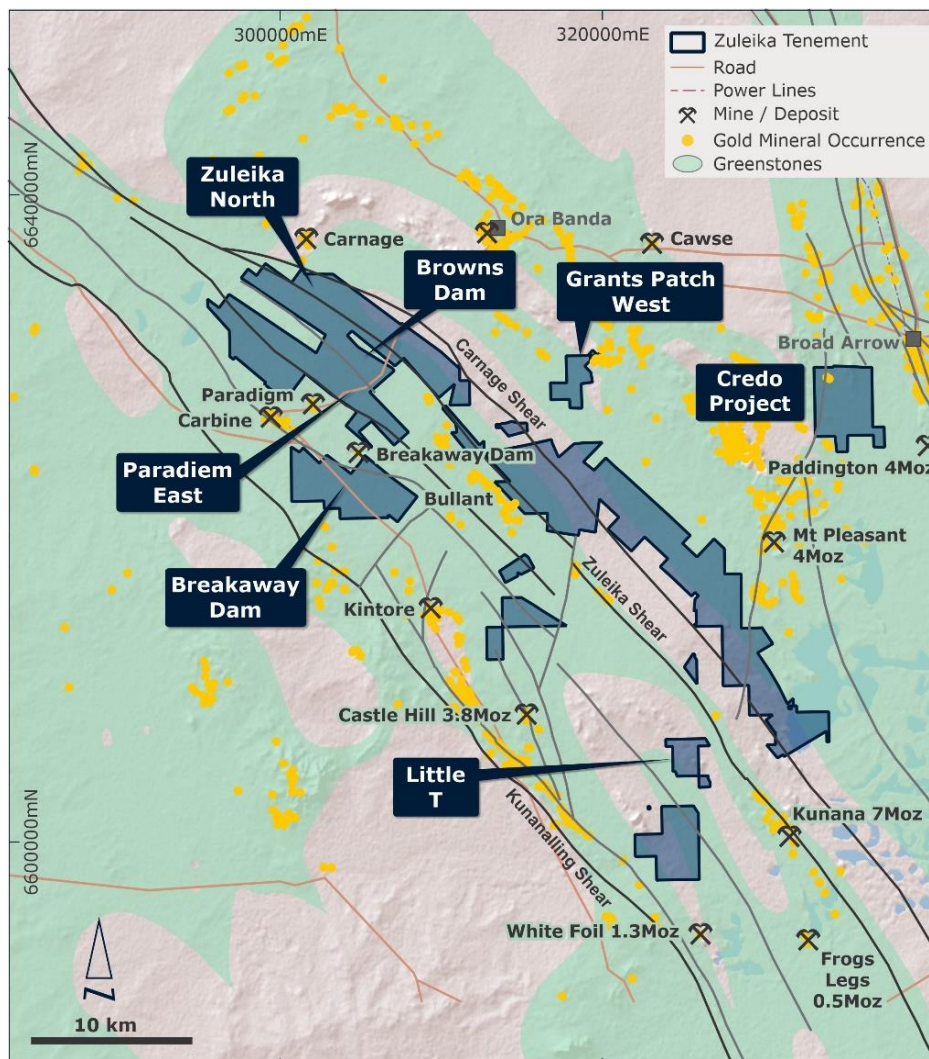 300000mE
320000mE
6640000mN
6600000mN
Zuleika Tenement
Road
Power Lines
Mine / Deposit
Gold Mineral Occurrence
Greenstones
Zuleika
North
Carnage
Ora Banda
Cawse
Browns
Dam
Grants Patch
West
Broad Arrow
Carnage Shear
Credo
Project
Paradigm
Carbine
Breakaway Dam
Paddington 4Moz
Paradiem
East
Bullant
Mt Pleasant
4Moz
Breakaway
Dam
Zuleika Shear
Kintore
Castle Hill 3.8Moz
Little
T
Kunanalling Shear
Kunana 7Moz
White Foil 1.3Moz
Frogs
Legs
0.5Moz
N
10 km